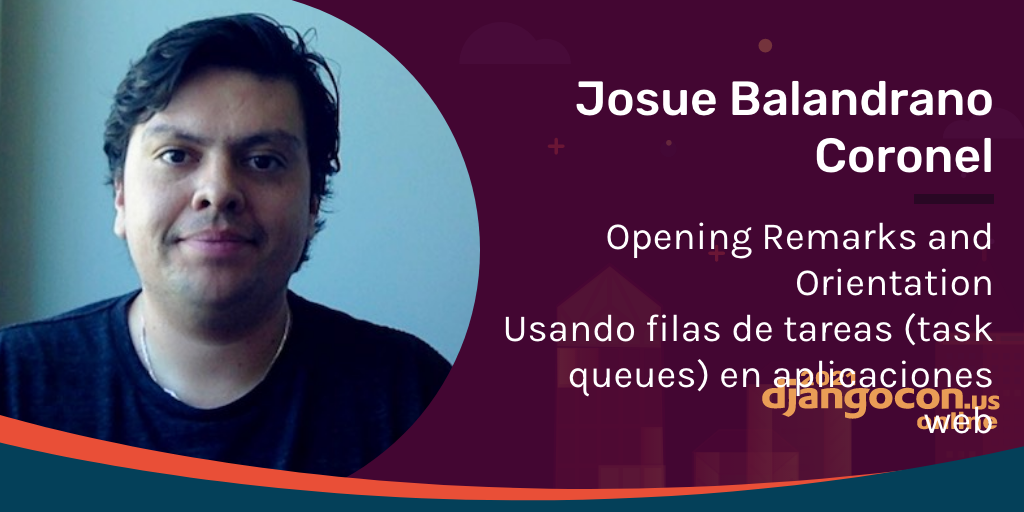 Josue Balandrano
Coronel
Opening Remarks and
Orientation
Usando filas de tareas (task
queues) en aplicaciones
web
2021
djangocon.us
online